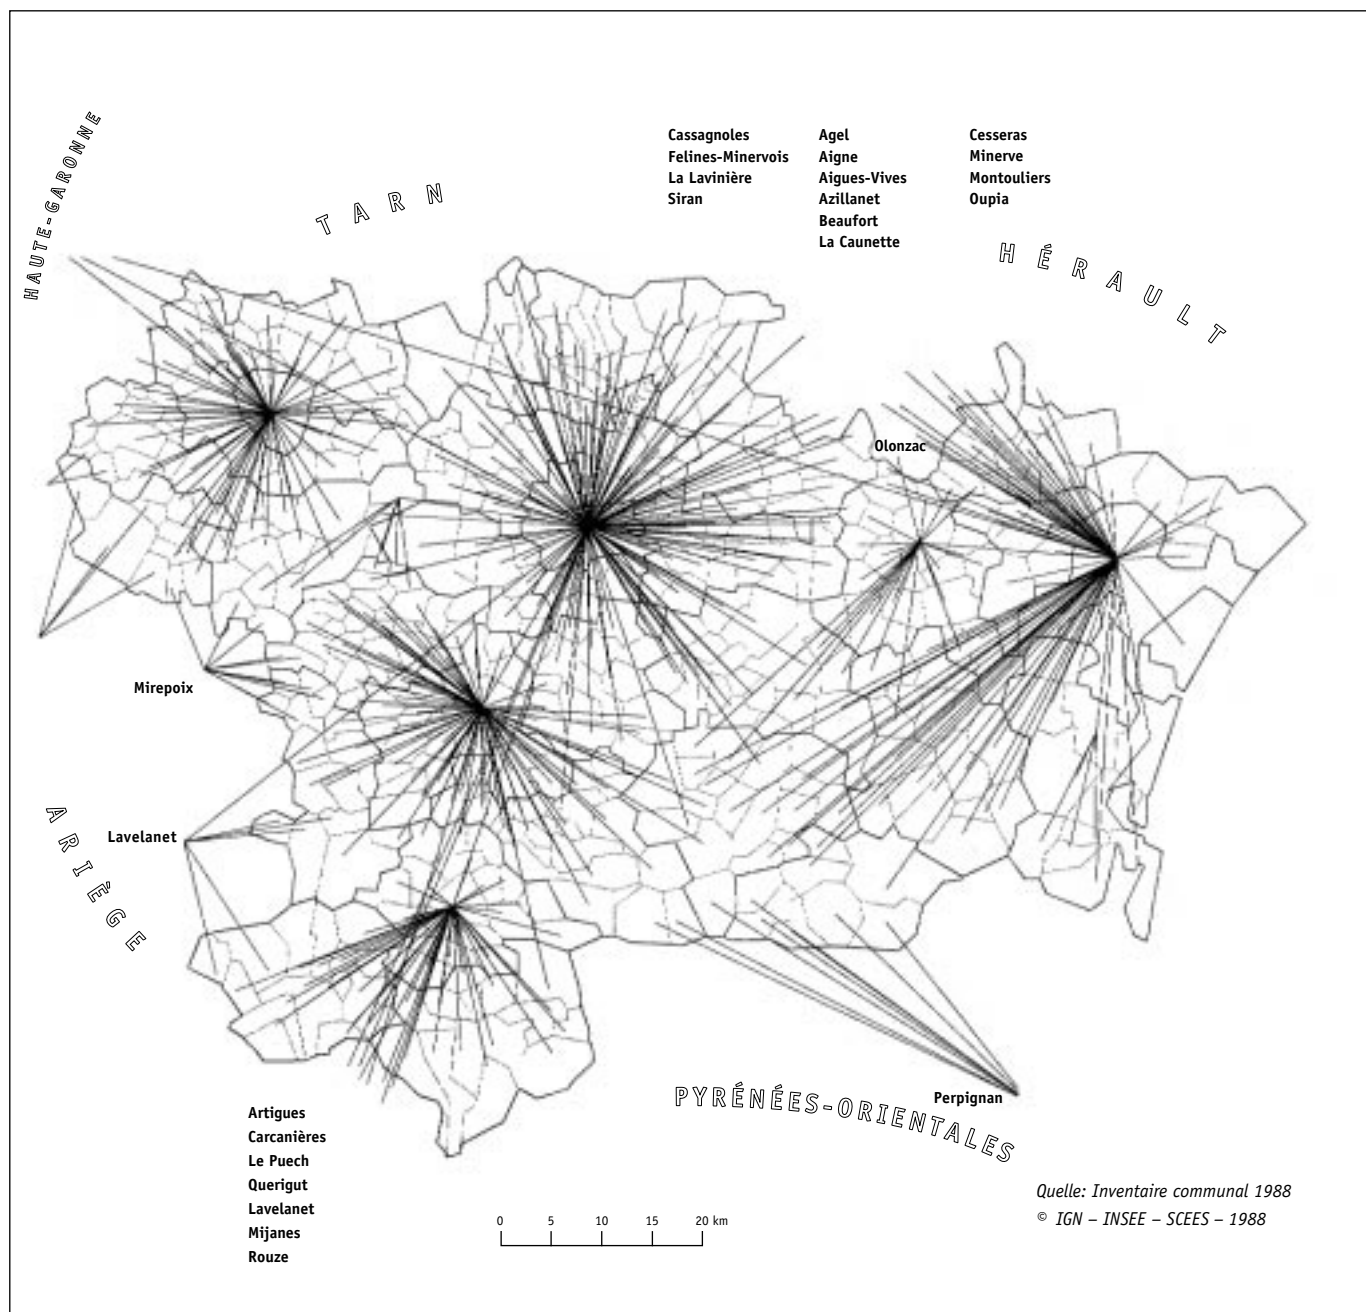 HAUTE-GARONNE
TARN
HÉRAULT
Cassagnoles
Felines-Minervois
La Lavinière
Siran
Agel
Aigne
Aigues-Vives
Azillanet
Beaufort
La Caunette
Cesseras
Minerve
Montouliers
Oupia
Olonzac
Mirepoix
Lavelanet
ARIÉGE
Perpignan
PYRÉNÉES-ORIENTALES
Artigues
Carcanières
Le Puech
Querigut
Lavelanet
Mijanes
Rouze
0 5 10 15 20 km
Quelle: Inventaire communal 1988
© IGN – INSEE – SCEES – 1988